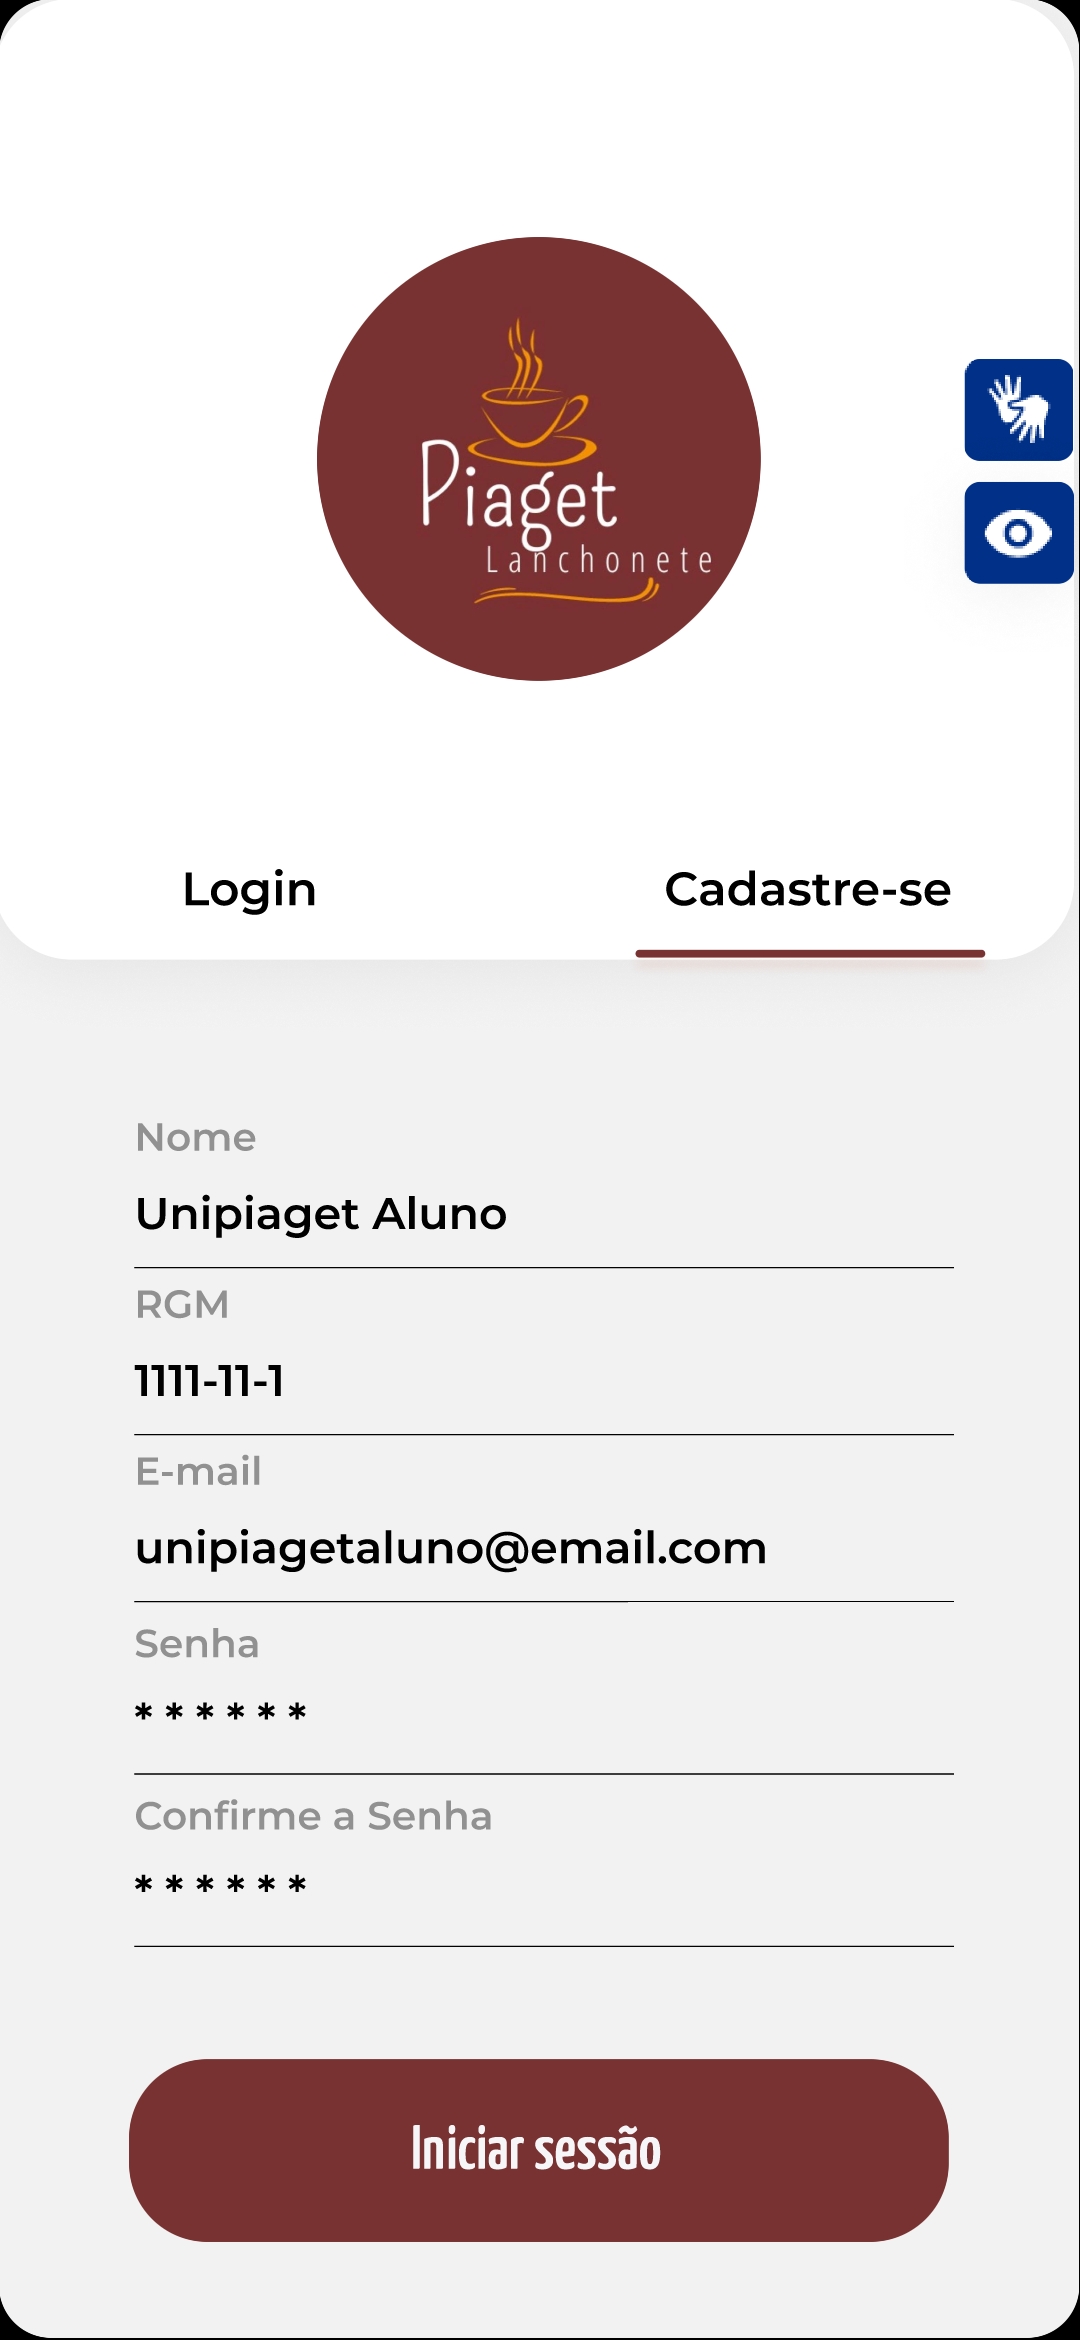 Piaget
Lanchonete
Login
Cadastre-se
Nome
Unipiaget Aluno
RGM
1111-11-1
E-mail
unipiagetaluno@email.com
Senha
* * * * * *
Confirme a Senha
* * * * * *
Iniciar sessão